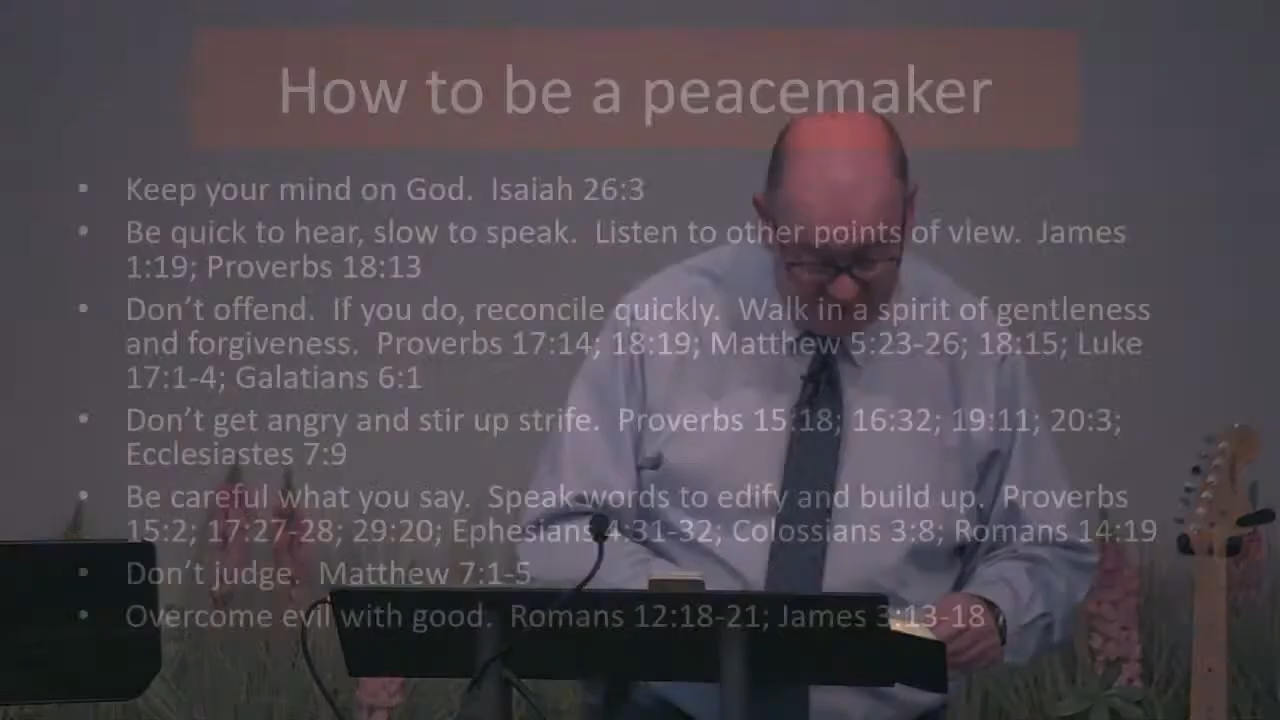 How to be a peacemaker
• Keep your mind on God.  Isaiah 26:3
• Be quick to hear, slow to speak.  Listen to other points of view.  James
1:19; Proverbs 18:13
• Don’t offend.  If you do, reconcile quickly.  Walk in a spirit of gentleness
and forgiveness.  Proverbs 17:14; 18:19; Matthew 5:23-26; 18:15; Luke
17:1-4; Galatians 6:1
• Don’t get angry and stir up strife.  Proverbs 15:18; 16:32; 19:11; 20:3;
Ecclesiastes 7:9
• Be careful what you say.  Speak words to edify and build up.  Proverbs
15:2; 17:27-28; 29:20; Ephesians 4:31-32; Colossians 3:8; Romans 14:19
• Don’t judge.  Matthew 7:1-5
• Overcome evil with good.  Romans 12:18-21; James 3:13-18